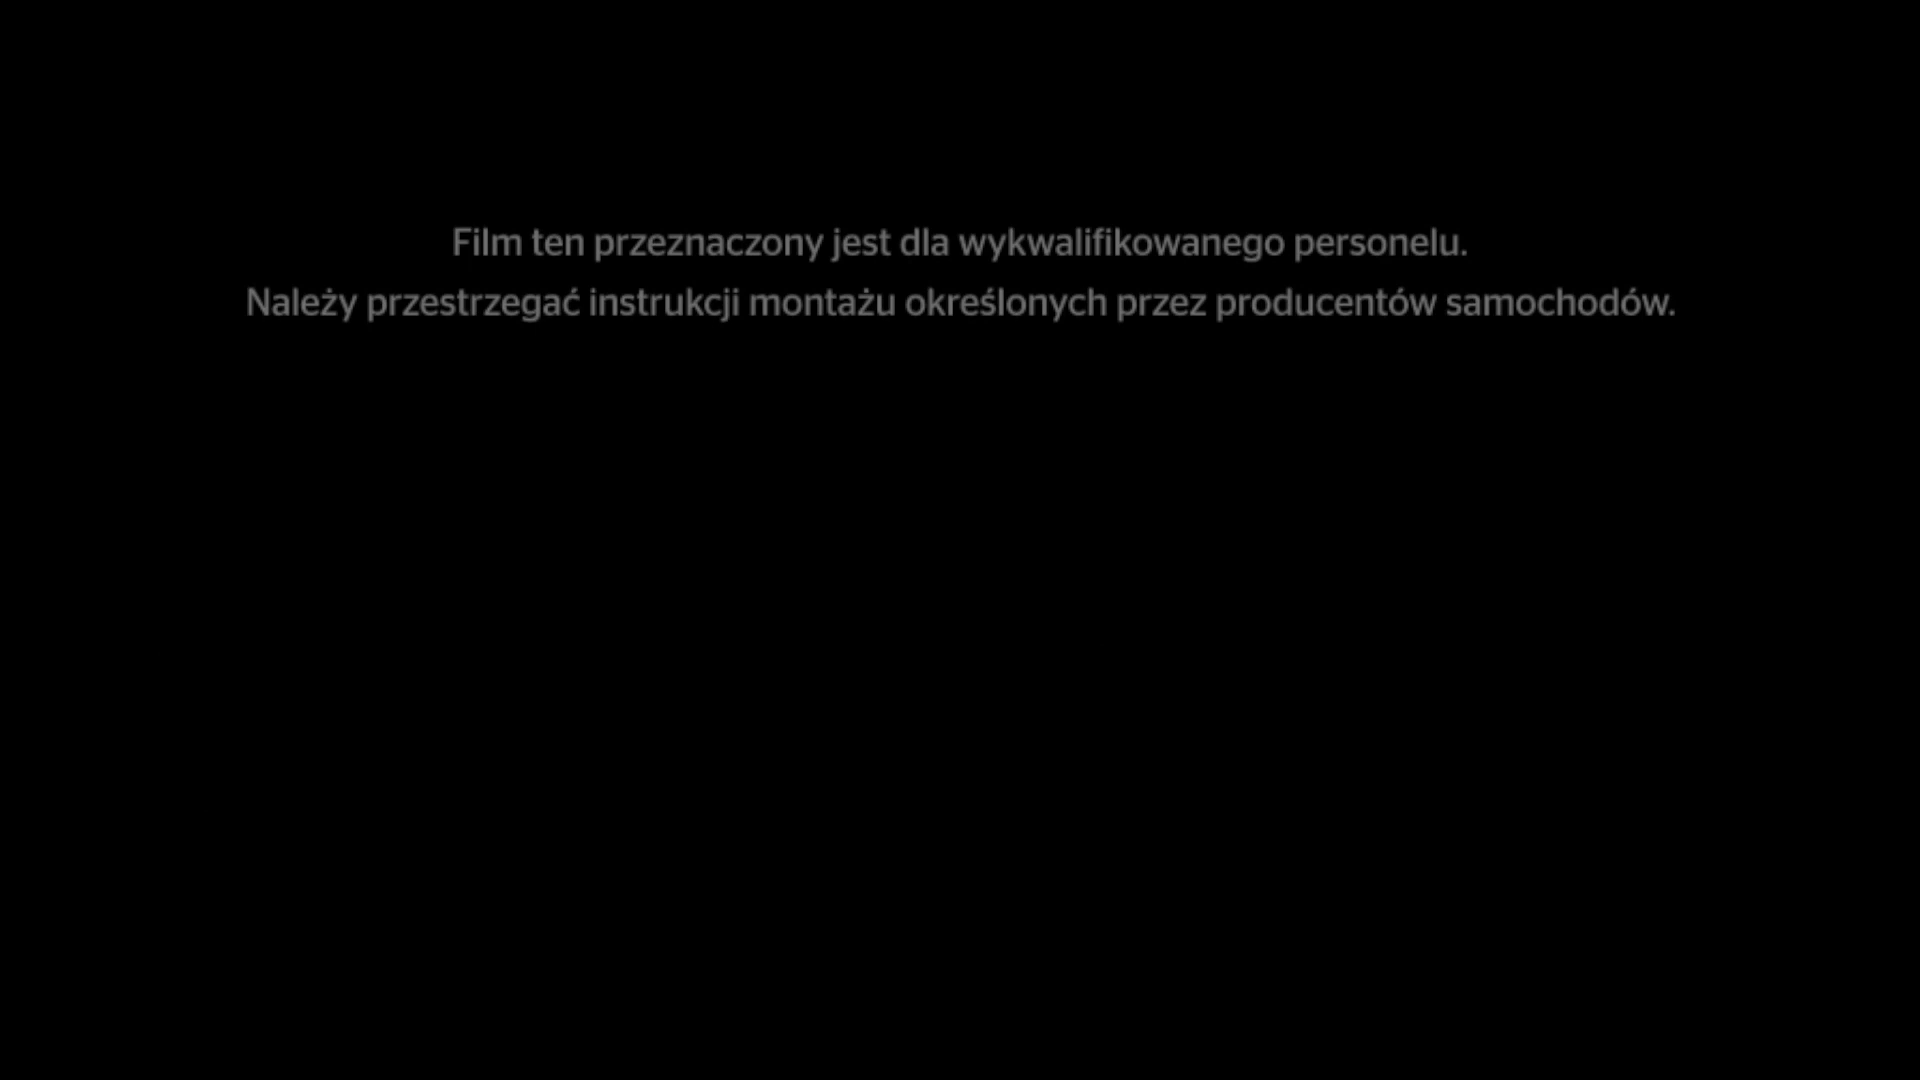 Film ten przeznaczony jest dla wykwalifikowanego personelu.
Należy przestrzegać instrukcji montażu określonych przez producentów samochodów.